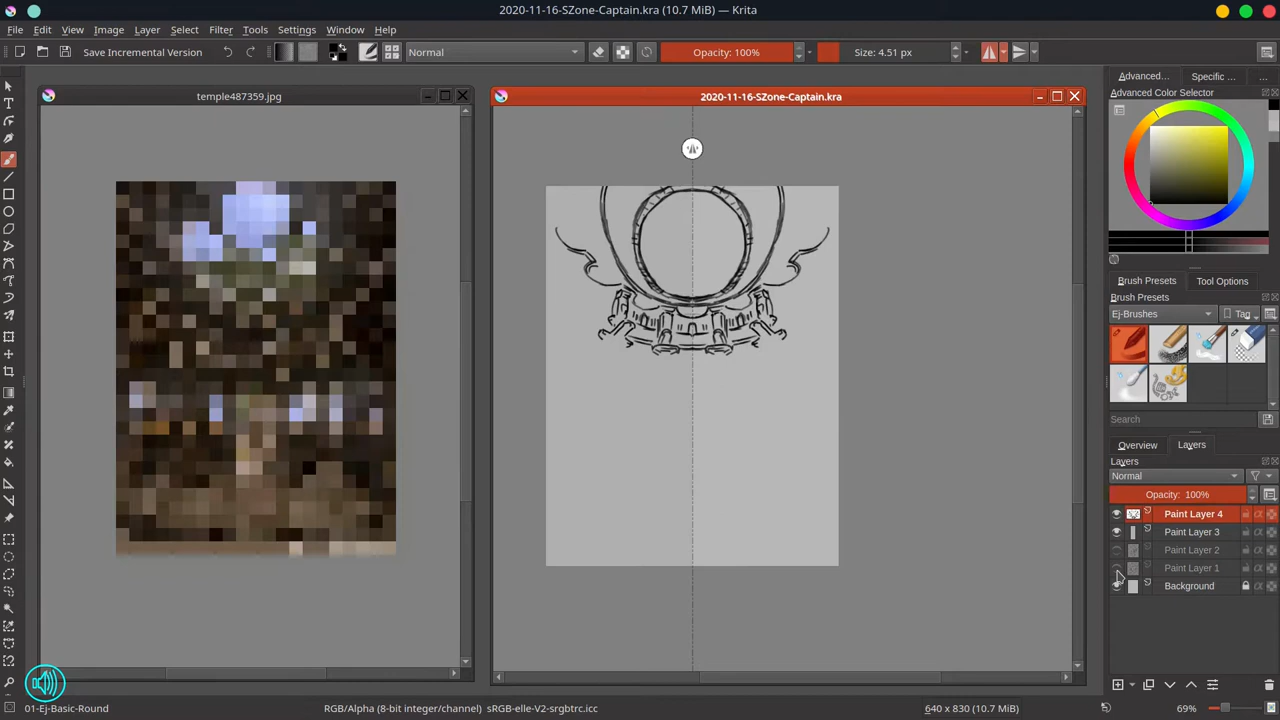 2020-11-16-SZone-Captain.kra (10.7 MiB) — Krita
File Edit View Image Layer Select Filter Tools Settings Window Help
Save Incremental Version Normal Opacity: 100% Size: 4.51 px
Advanced... Specific ... ...
temple487359.jpg 2020-11-16-SZone-Captain.kra Advanced Color Selector
Brush Presets Tool Options
Brush Presets
Ej-Brushes Tag
Search
Overview Layers
Layers
Normal
Opacity: 100%
Paint Layer 4
Paint Layer 3
Paint Layer 2
Paint Layer 1
Background
01-Ej-Basic-Round RGB/Alpha (8-bit integer/channel) sRGB-elle-V2-srgbtrc.icc 640 x 830 (10.7 MiB) 69%